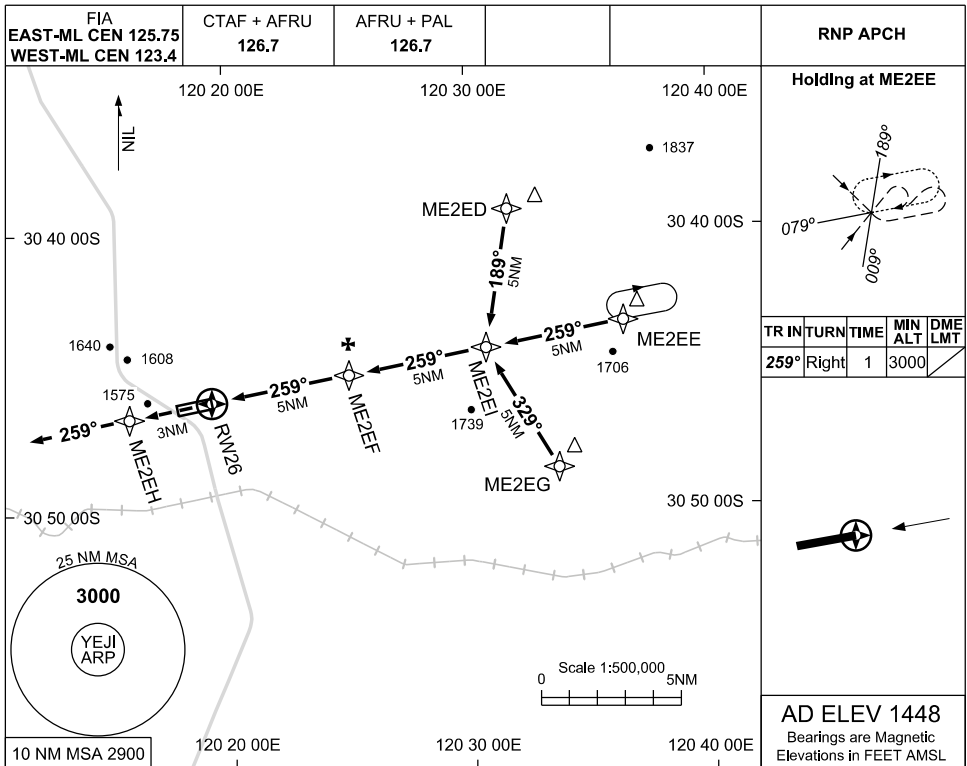 FIA
EAST-ML CEN 125.75
WEST-ML CEN 123.4
CTAF + AFRU
126.7
AFRU + PAL
126.7
RNP APCH
120 20 00E
120 30 00E
120 40 00E
NIL
1837
ME2ED
30 40 00S
189°
5NM
ME2EE
259°
5NM
1706
1640
1608
1575
259°
5NM
259°
5NM
ME2EI
1739
329°
5NM
ME2EF
259°
3NM
ME2EH
RW26
ME2EG
30 50 00S
30 50 00S
25 NM MSA
3000
YEJI
ARP
Scale 1:500,000
0
5NM
10 NM MSA 2900
120 20 00E
120 30 00E
120 40 00E
30 40 00S
Holding at ME2EE
189°
079°
009°
TR IN TURN TIME MIN ALT DME LMT
259° Right 1 3000
AD ELEV 1448
Bearings are Magnetic
Elevations in FEET AMSL